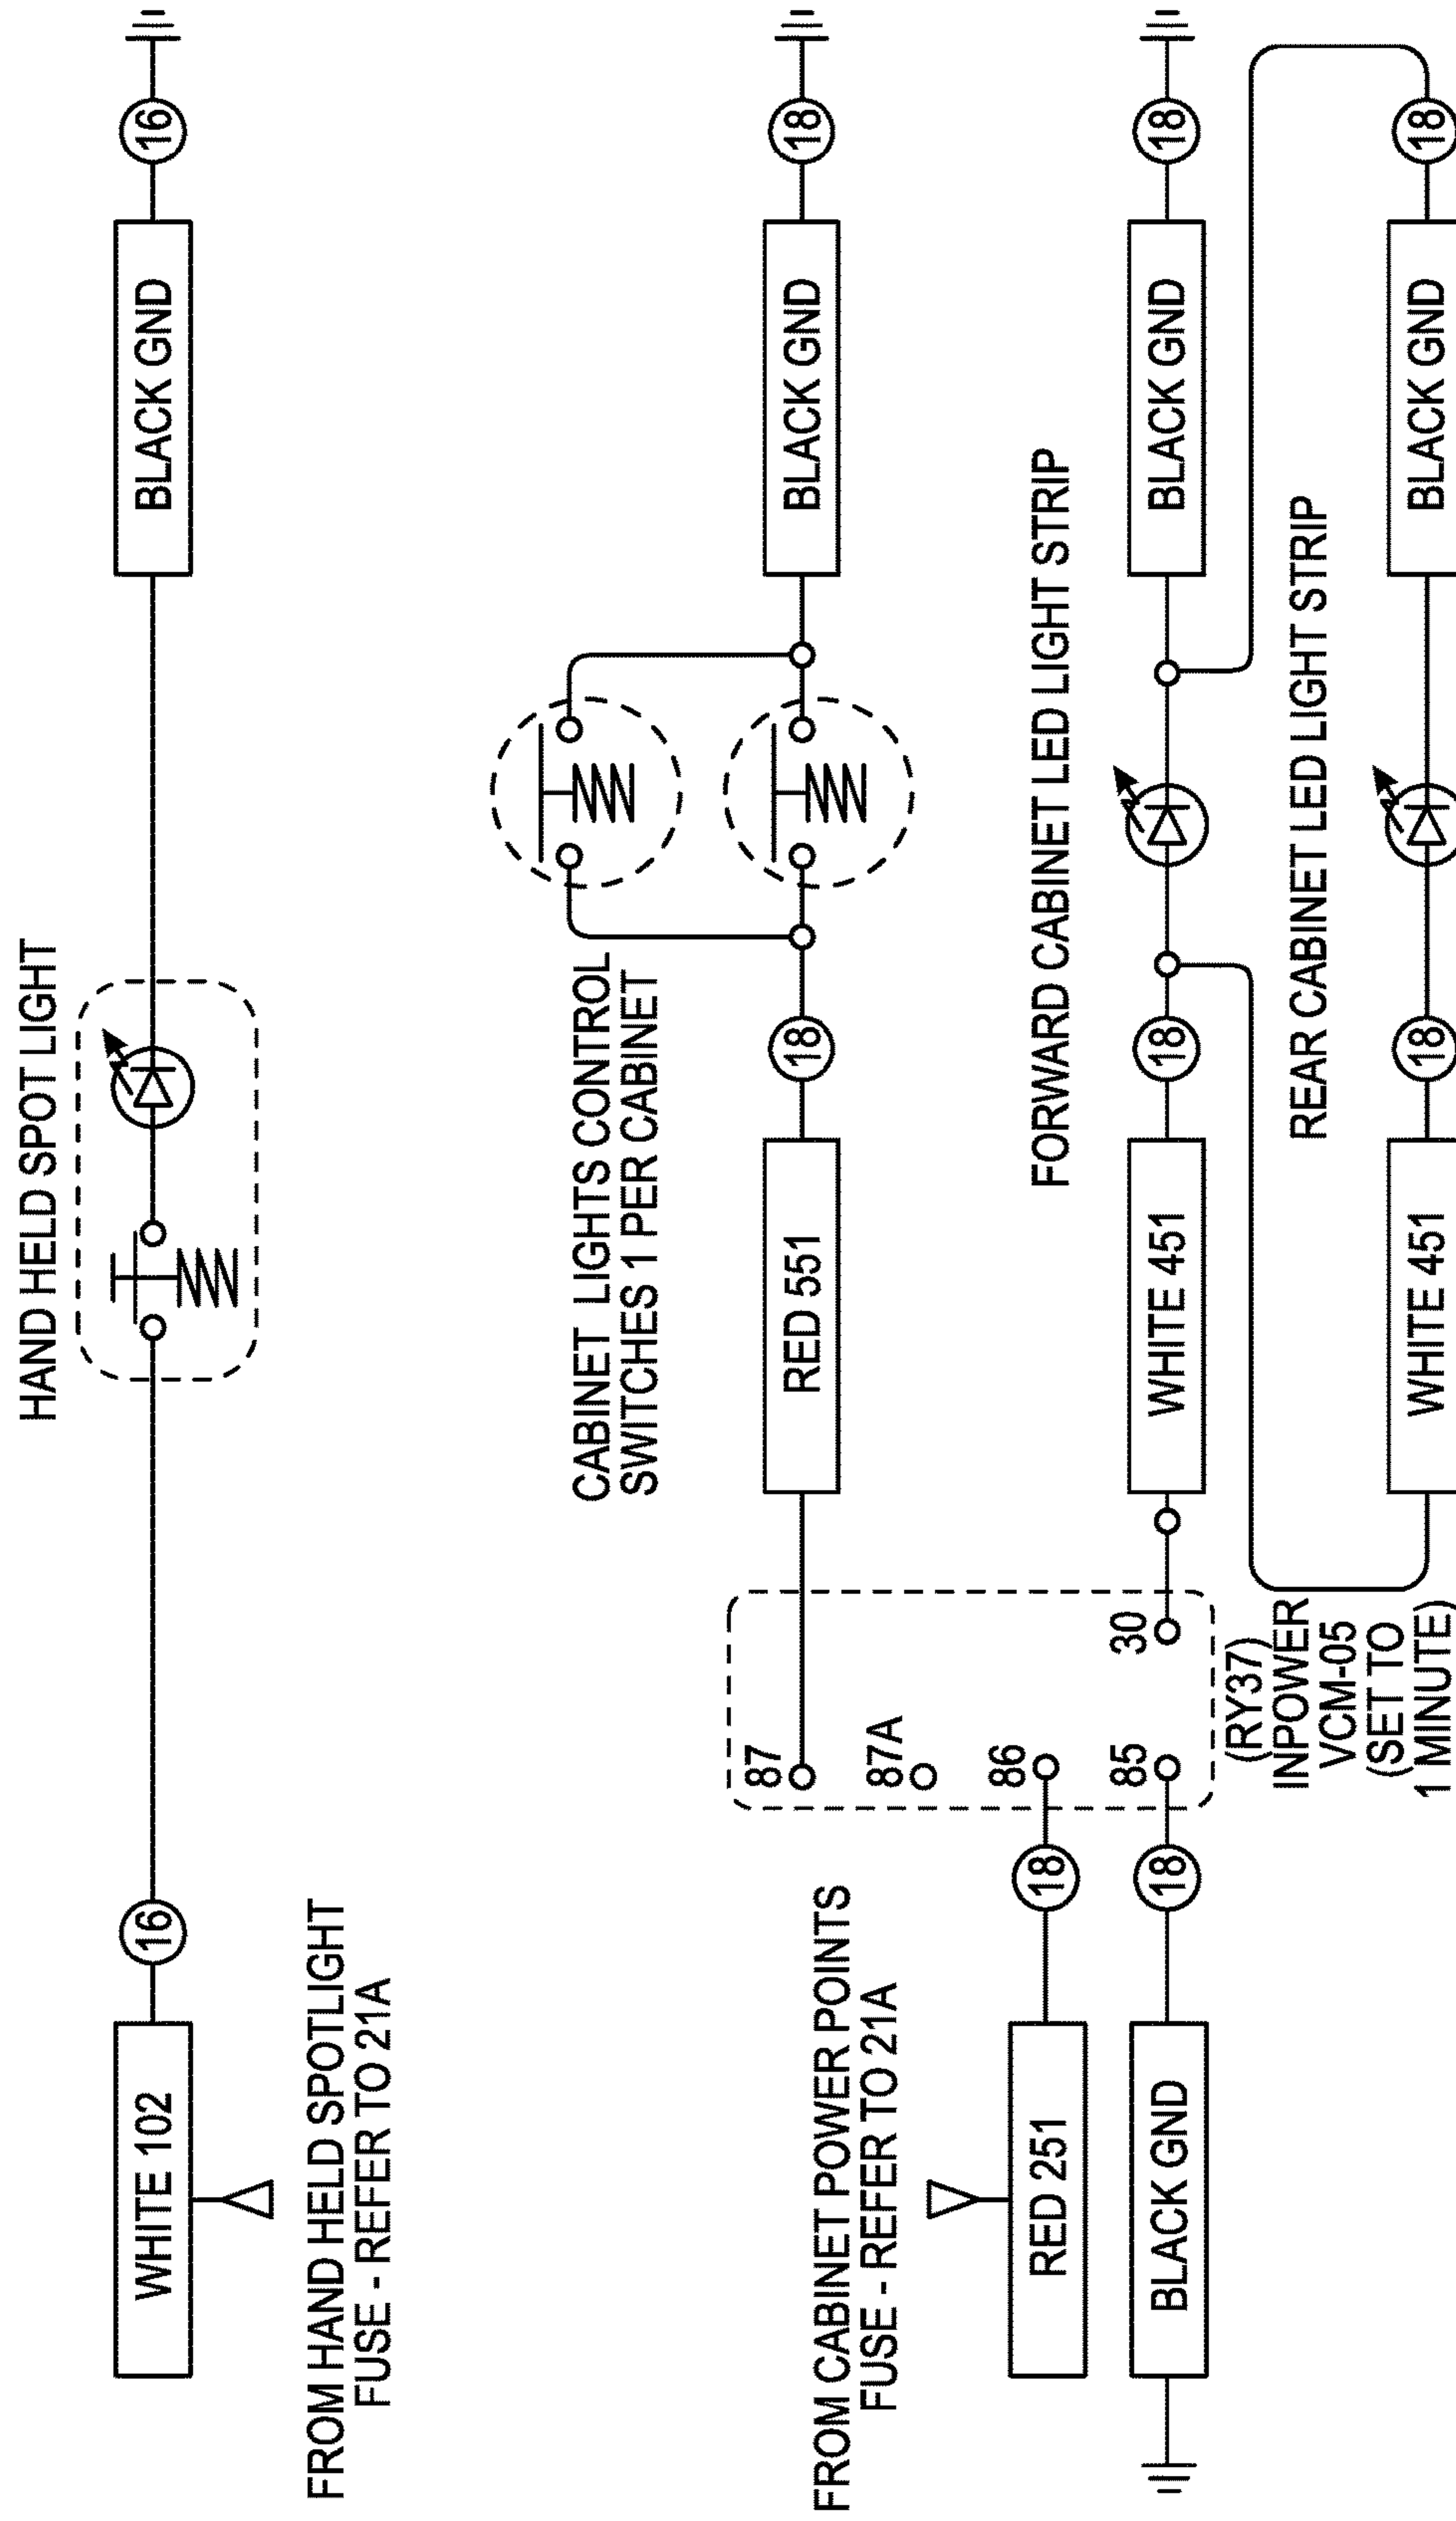 HAND HELD SPOT LIGHT
WHITE 102
16
BLACK GND
16
FROM HAND HELD SPOTLIGHT
FUSE - REFER TO 21A
CABINET LIGHTS CONTROL
SWITCHES 1 PER CABINET
87
RED 551
18
BLACK GND
18
FROM CABINET POWER POINTS
FUSE - REFER TO 21A
87A
86
RED 251
18
FORWARD CABINET LED LIGHT STRIP
BLACK GND
18
85
30
WHITE 451
18
BLACK GND
18
(RY37)
INPOWER
VCM-05
(SET TO
1 MINUTE)
REAR CABINET LED LIGHT STRIP
WHITE 451
18
BLACK GND
18